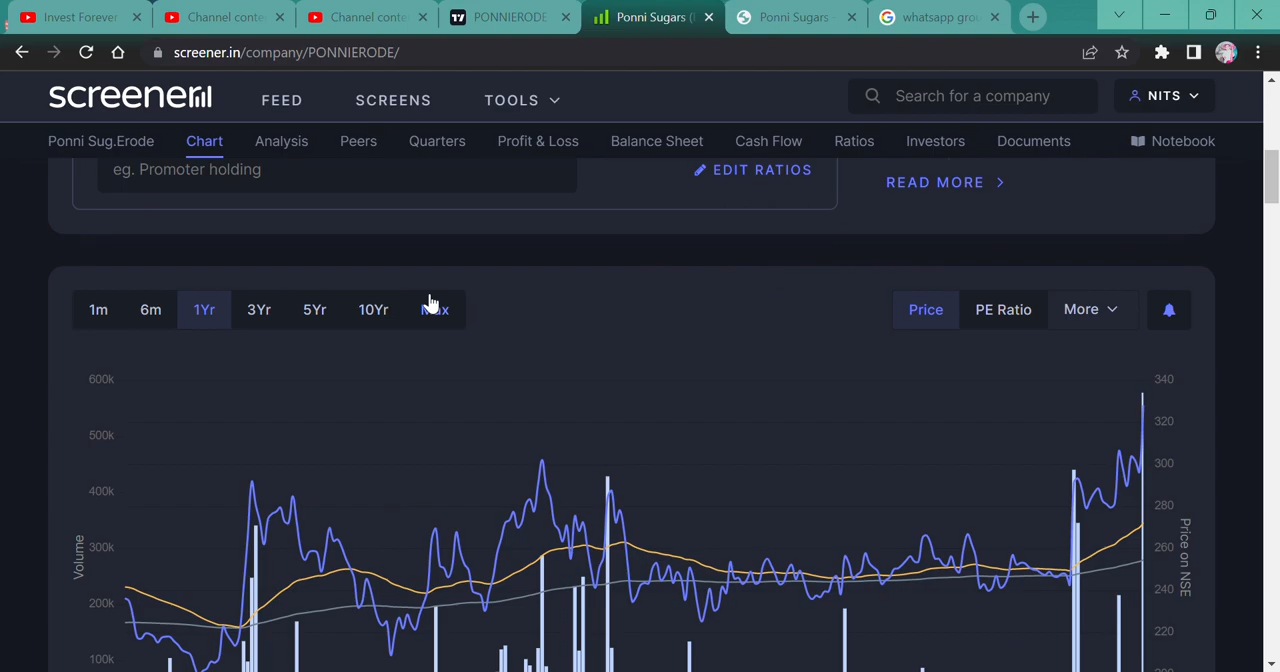 Invest Forever
Channel conte
Channel conte
PONNIERODE
Ponni Sugars (
Ponni Sugars
whatsapp gro
screener.in/company/PONNIERODE/
screener
FEED
SCREENS
TOOLS
Search for a company
NITS
Ponni Sug.Erode
Chart
Analysis
Peers
Quarters
Profit & Loss
Balance Sheet
Cash Flow
Ratios
Investors
Documents
Notebook
eg. Promoter holding
EDIT RATIOS
READ MORE
1m
6m
1Yr
3Yr
5Yr
10Yr
Price
PE Ratio
More
600k
500k
400k
300k
200k
100k
Volume
340
320
300
280
260
240
220
Price on NSE